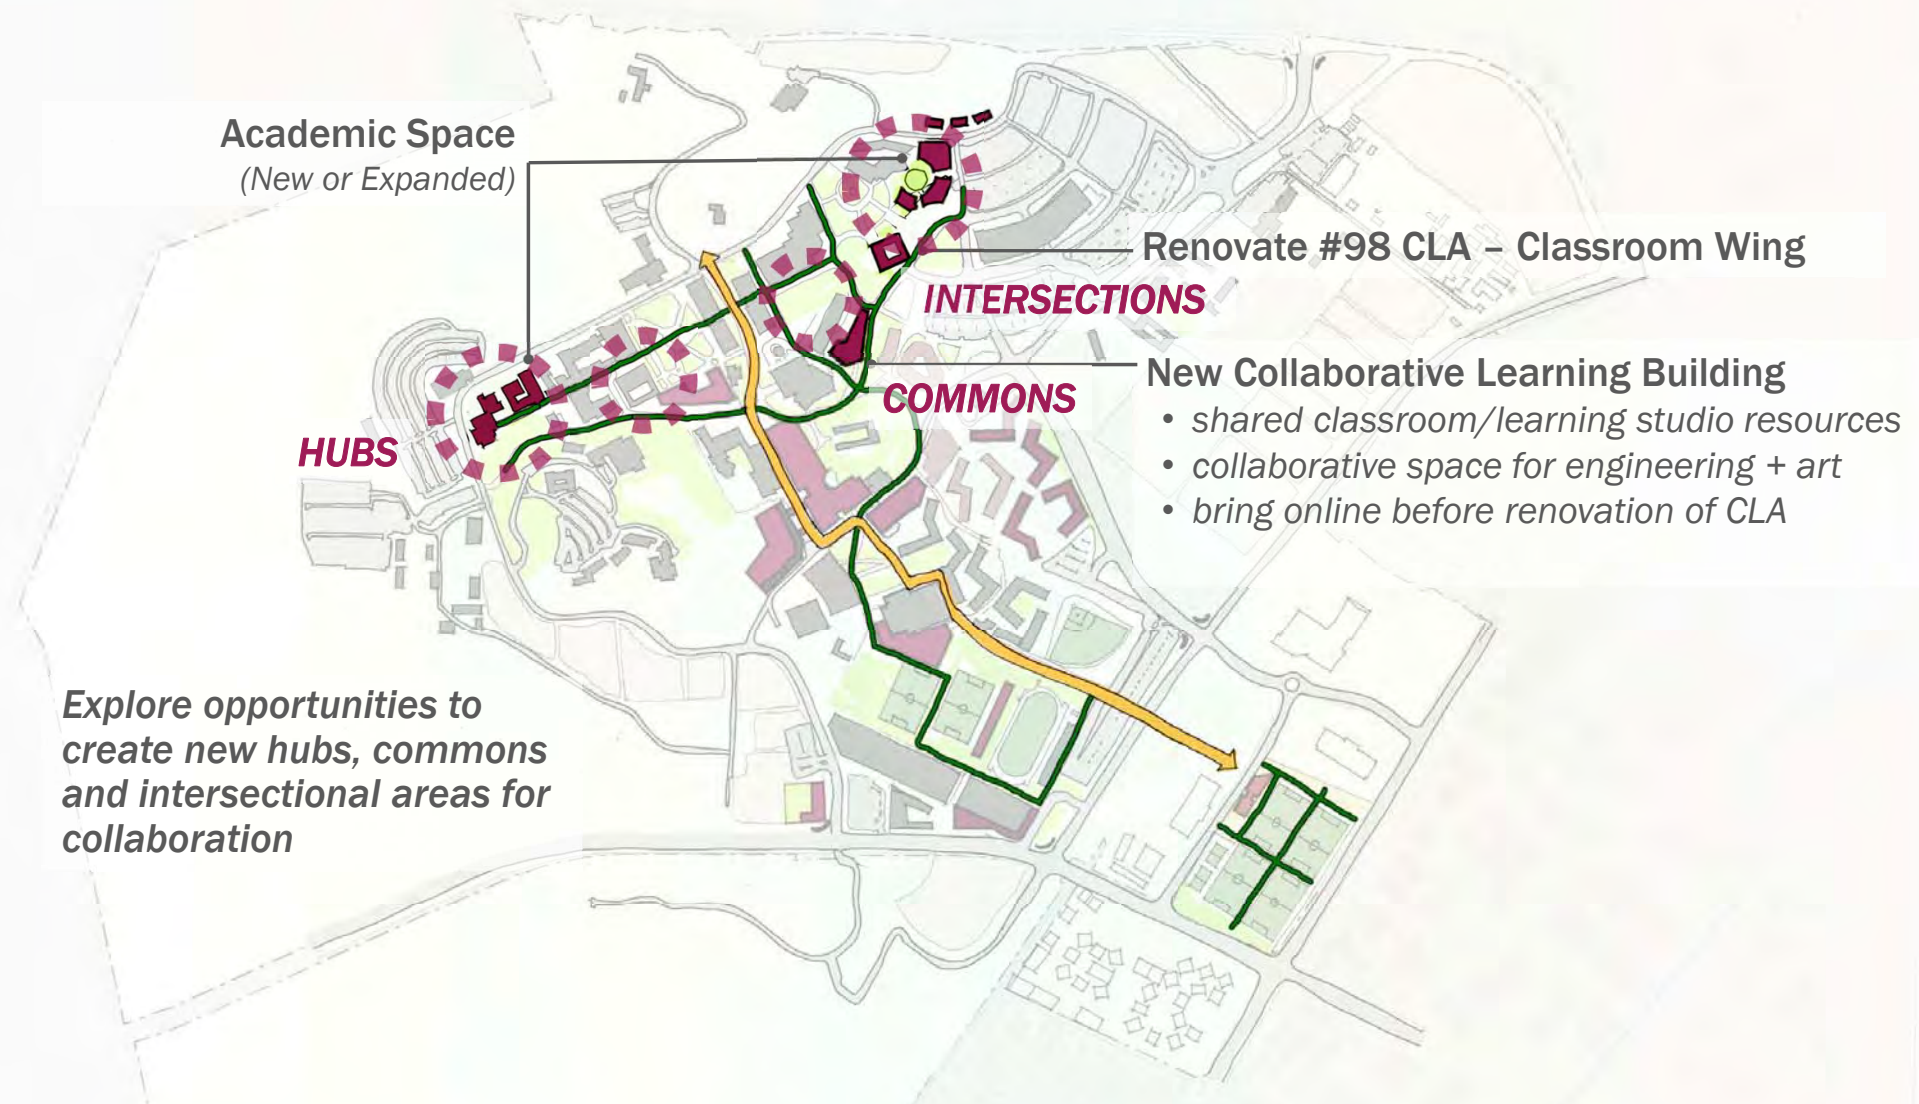 Academic Space
(New or Expanded)
Renovate #98 CLA – Classroom Wing
INTERSECTIONS
New Collaborative Learning Building
• shared classroom/learning studio resources
• collaborative space for engineering + art
• bring online before renovation of CLA
COMMONS
HUBS
Explore opportunities to
create new hubs, commons
and intersectional areas for
collaboration